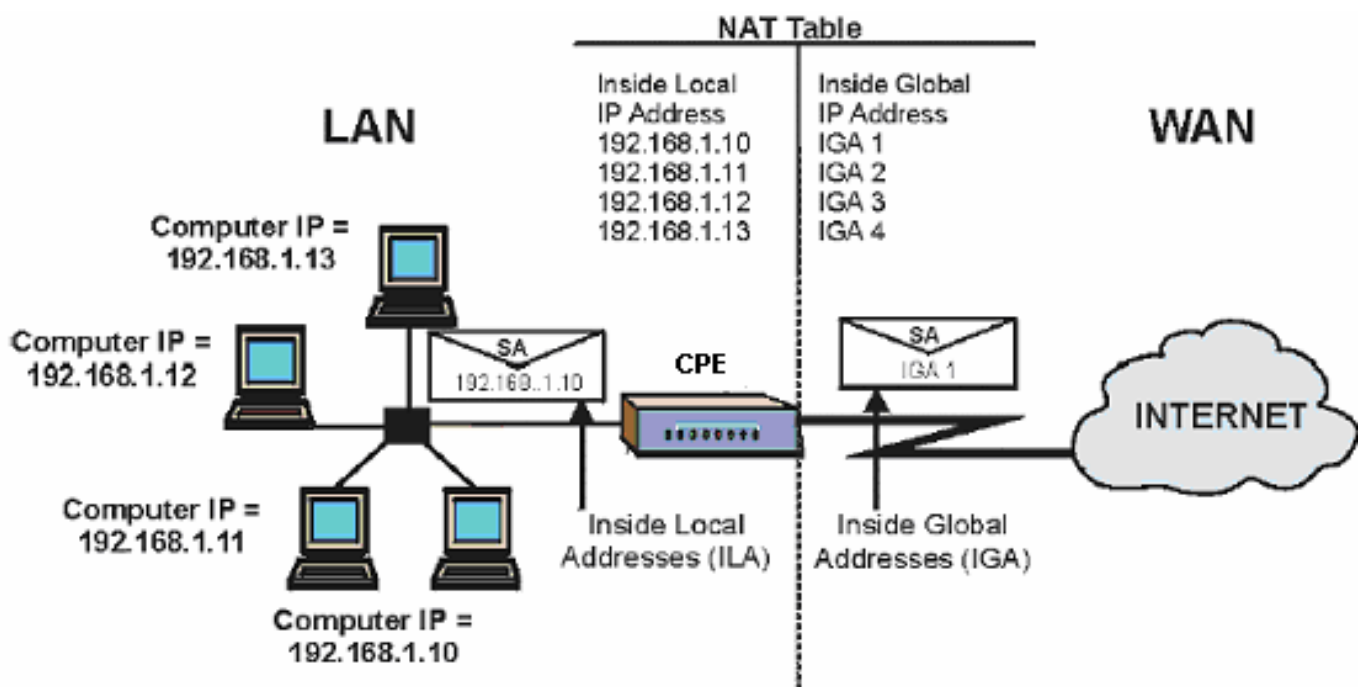 NAT Table
Inside Local
IP Address
192.168.1.10
192.168.1.11
192.168.1.12
192.168.1.13
Inside Global
IP Address
IGA 1
IGA 2
IGA 3
IGA 4
LAN
WAN
Computer IP =
192.168.1.13
Computer IP =
192.168.1.12
SA
192.168..1.10
CPE
SA
IGA 1
INTERNET
Computer IP =
192.168.1.11
Inside Local
Addresses (ILA)
Inside Global
Addresses (IGA)
Computer IP =
192.168.1.10